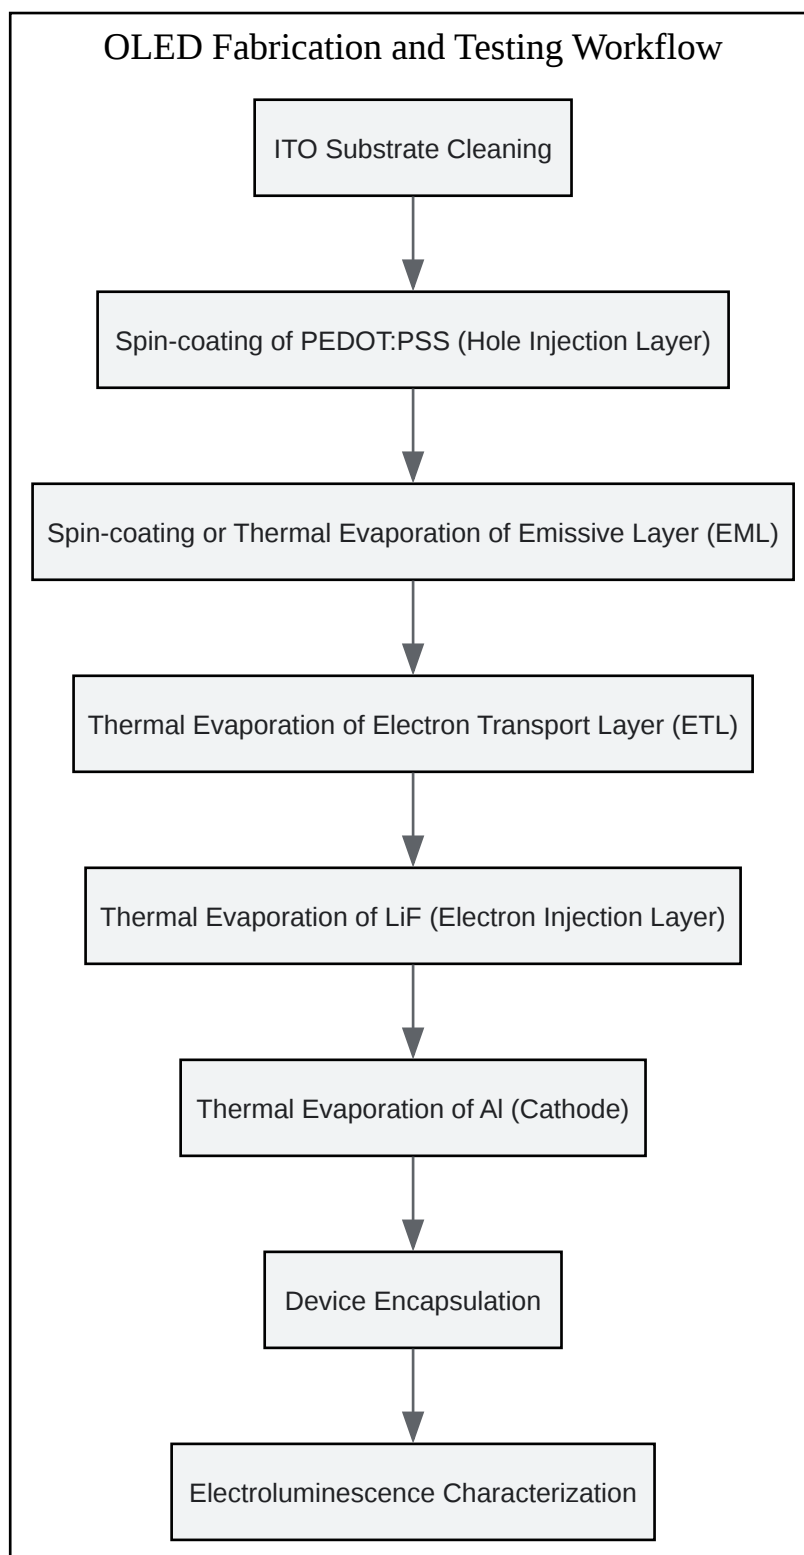 OLED Fabrication and Testing Workflow
ITO Substrate Cleaning
Spin-coating of PEDOT:PSS (Hole Injection Layer)
Spin-coating or Thermal Evaporation of Emissive Layer (EML)
Thermal Evaporation of Electron Transport Layer (ETL)
Thermal Evaporation of LiF (Electron Injection Layer)
Thermal Evaporation of Al (Cathode)
Device Encapsulation
Electroluminescence Characterization